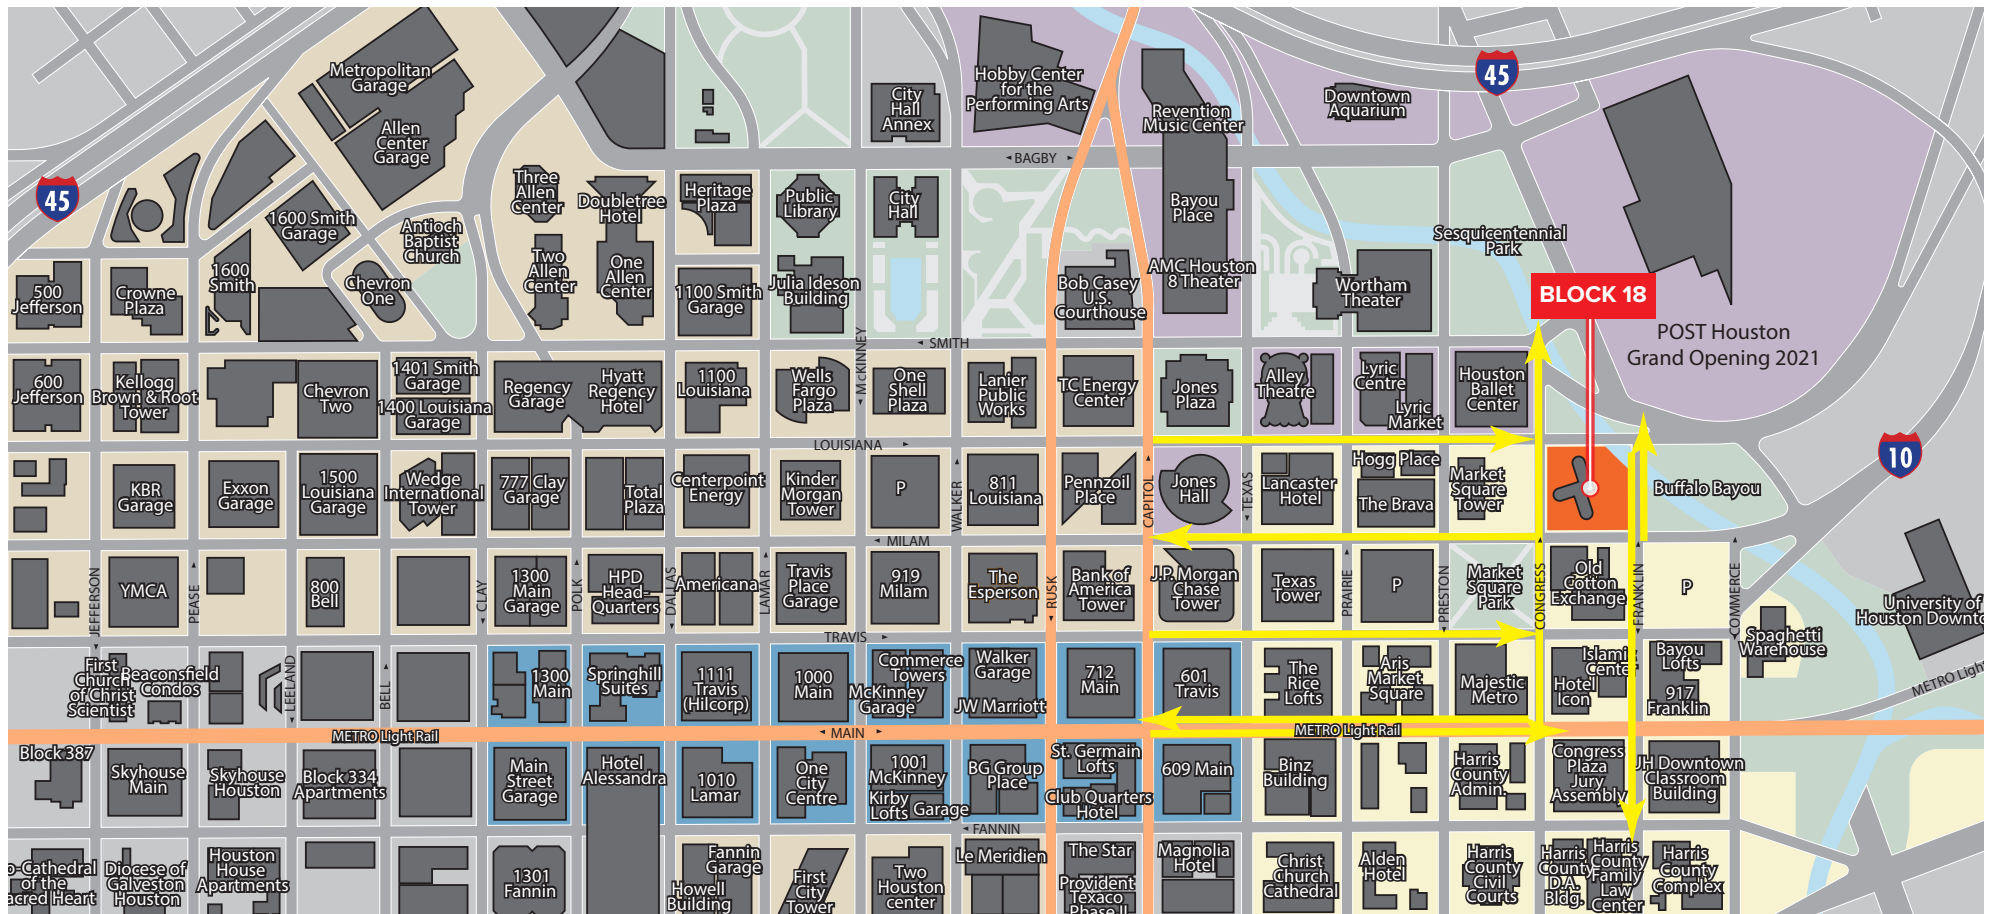 Metropolitan
Garage
Allen
Center
Garage
City
Hall
Annex
Hobby Center
for the
Performing Arts
Revention
Music Center
Downtown
Aquarium
45
BAGBY
45
Three
Allen
Center
Doubletree
Hotel
Heritage
Plaza
Public
Library
City
Hall
Bayou
Place
1600 Smith
Garage
Antioch
Baptist
Church
Sesquicentennial
Park
500
Jefferson
Crowne
Plaza
1600
Smith
Chevron
One
Two
Allen
Center
One
Allen
Center
1100 Smith
Garage
Julia Ideson
Building
Bob Casey
U.S.
Courthouse
AMC Houston
8 Theater
Wortham
Theater
BLOCK 18
POST Houston
Grand Opening 2021
SMITH
McKINNEY
600
Jefferson
Kellogg
Brown & Root
Tower
Chevron
Two
1401 Smith
Garage
1400 Louisiana
Garage
Regency
Garage
Hyatt
Regency
Hotel
1100
Louisiana
Wells
Fargo
Plaza
One
Shell
Plaza
Lanier
Public
Works
TC Energy
Center
Jones
Plaza
Alley
Theatre
Lyric
Centre
Lyric
Market
Houston
Ballet
Center
LOUISIANA
10
KBR
Garage
Exxon
Garage
1500
Louisiana
Garage
Wedge
International
Tower
777 Clay
Garage
Total
Plaza
Centerpoint
Energy
Kinder
Morgan
Tower
P
WALKER
811
Louisiana
Pennzoil
Place
CAPITOL
Jones
Hall
TEXAS
Lancaster
Hotel
Hogg Place
The Brava
Market
Square
Tower
Buffalo Bayou
MILAM
JEFFERSON
YMCA
PEASE
800
Bell
CLAY
1300
Main
Garage
POLK
HPD
Head-
Quarters
DALLAS
Americana
LAMAR
Travis
Place
Garage
919
Milam
The
Esperson
RUSK
Bank of
America
Tower
J.P. Morgan
Chase
Tower
Texas
Tower
PRAIRIE
P
PRESTON
Market
Square
Park
CONGRESS
Old
Cotton
Exchange
FRANKLIN
P
COMMERCE
University of
Houston Downto
TRAVIS
Spaghetti
Warehouse
First
Church
of Christ
Scientist
Beaconsfield
Condos
LEELAND
BELL
1300
Main
Springhill
Suites
1111
Travis
(Hilcorp)
1000
Main
Commerce
Towers
McKinney
Garage
Walker
Garage
JW Marriott
712
Main
601
Travis
The
Rice
Lofts
Aris
Market
Square
Majestic
Metro
Islamic
Center
Hotel
Icon
Bayou
Lofts
917
Franklin
METRO Light
METRO Light Rail
MAIN
METRO Light Rail
Block 387
Skyhouse
Main
Skyhouse
Houston
Block 334
Apartments
Main
Street
Garage
Hotel
Alessandra
1010
Lamar
One
City
Centre
1001
McKinney
Kirby
Lofts
Garage
BG Group
Place
St. Germain
Lofts
Club Quarters
Hotel
609 Main
Binz
Building
Harris
County
Admin.
Congress
Plaza
Jury
Assembly
UH Downtown
Classroom
Building
FANNIN
o-Cathedral
of the
acred Heart
Diocese of
Galveston
Houston
Houston
House
Apartments
1301
Fannin
Fannin
Garage
Howell
Building
First
City
Tower
Two
Houston
center
Le Meridien
The Star
Provident
Texaco
Phase II
Magnolia
Hotel
Christ
Church
Cathedral
Alden
Hotel
Harris
County
Civil
Courts
Harris
County
D.A.
Bldg.
Harris
County
Family
Law
Center
Harris
County
Complex